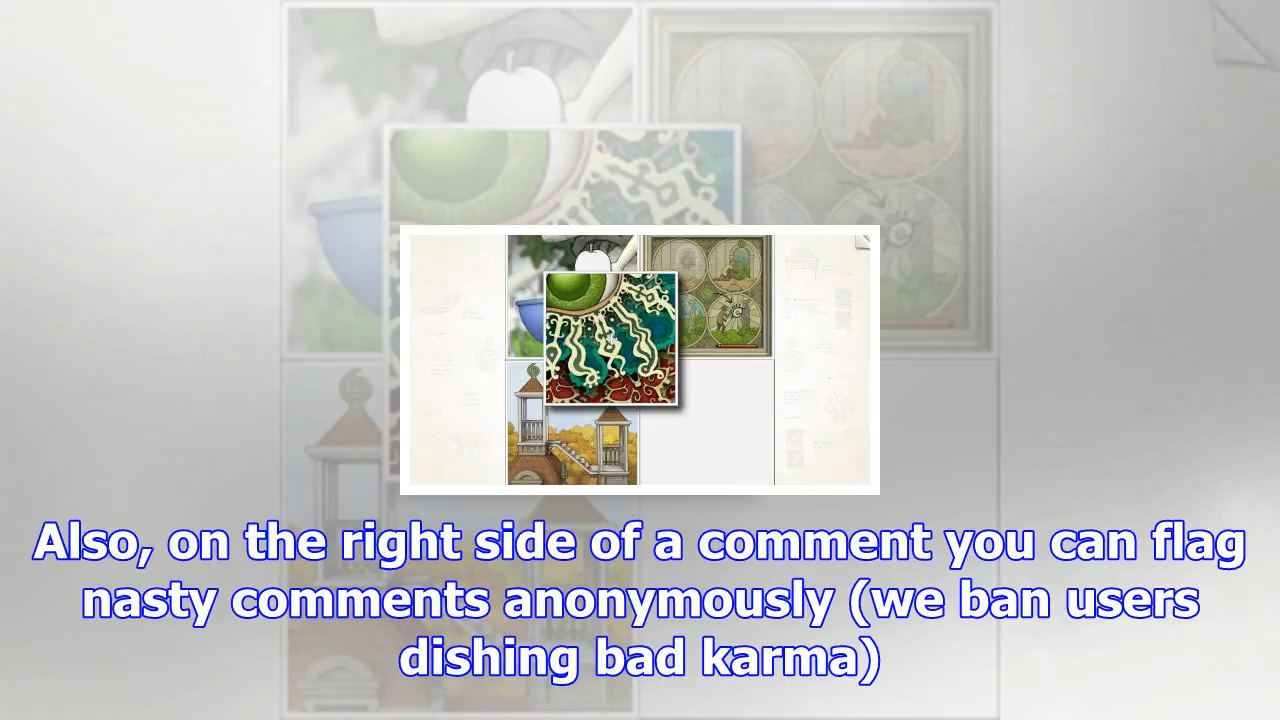 Also, on the right side of a comment you can flag
nasty comments anonymously (we ban users
dishing bad karma)